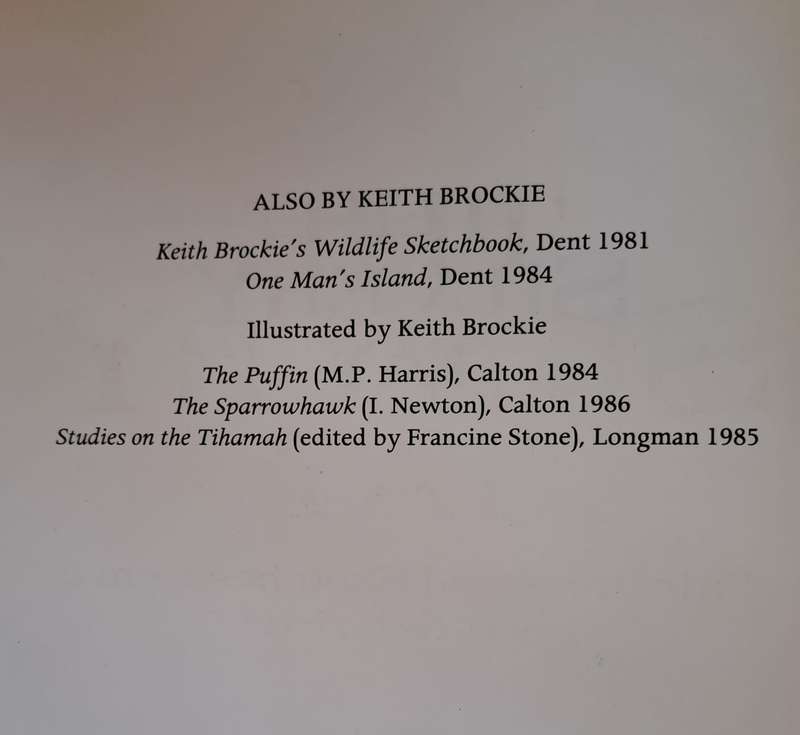 ALSO BY KEITH BROCKIE
Keith Brockie's Wildlife Sketchbook, Dent 1981
One Man's Island, Dent 1984
Illustrated by Keith Brockie
The Puffin (M.P. Harris), Calton 1984
The Sparrowhawk (I. Newton), Calton 1986
Studies on the Tihamah (edited by Francine Stone), Longman 1985